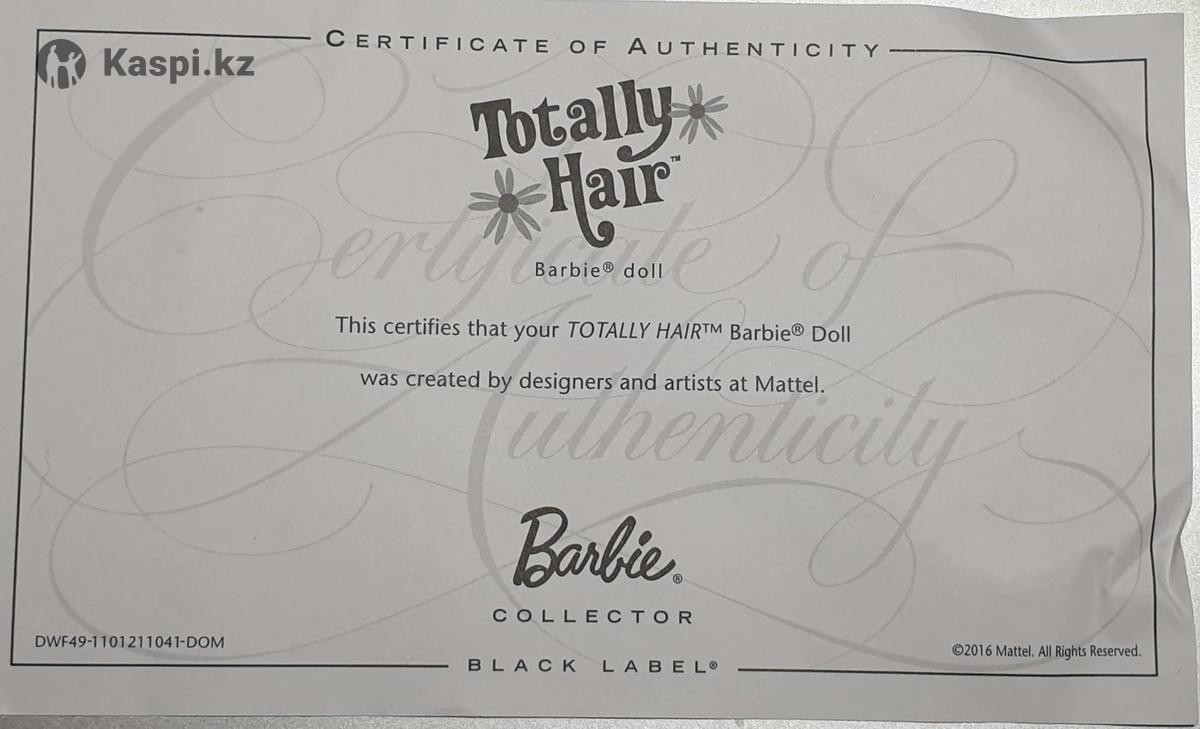 Kaspi.kz
CERTIFICATE OF AUTHENTICITY
Totally
Hair™
Barbie® doll
Certificate of
Authenticity
This certifies that your TOTALLY HAIR™ Barbie® Doll
was created by designers and artists at Mattel.
Barbie®
COLLECTOR
DWF49-1101211041-DOM
©2016 Mattel. All Rights Reserved.
BLACK LABEL®